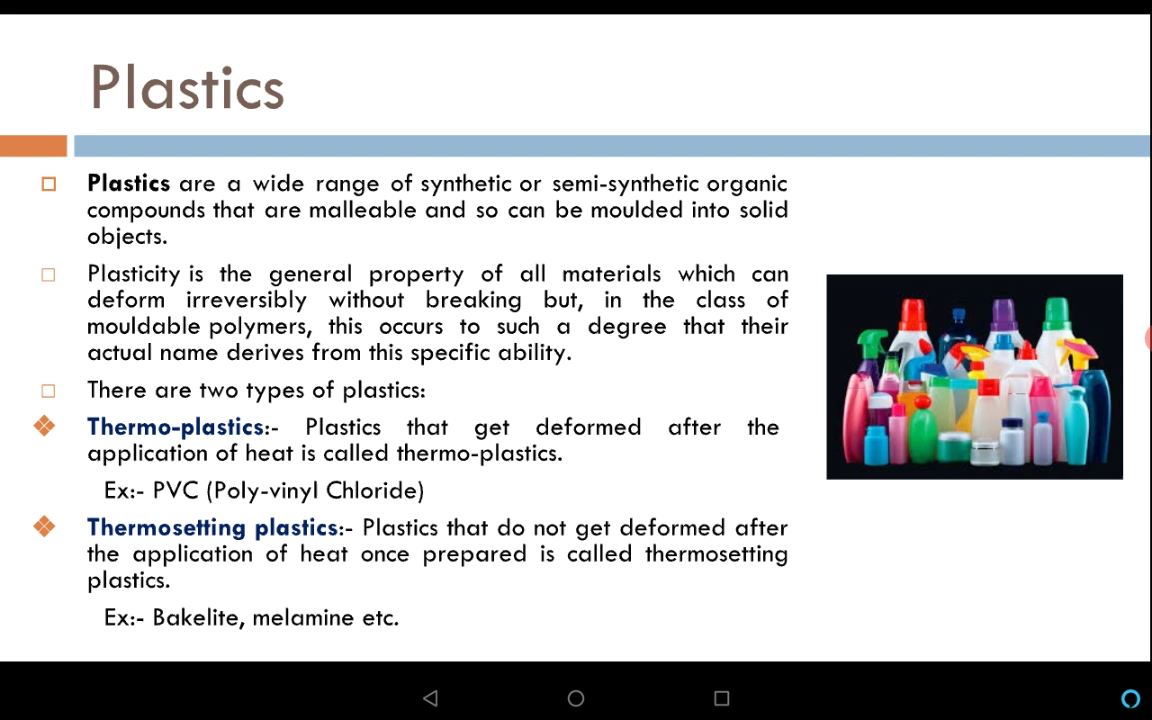 Plastics
Plastics are a wide range of synthetic or semi-synthetic organic
compounds that are malleable and so can be moulded into solid
objects.
Plasticity is the general property of all materials which can
deform irreversibly without breaking but, in the class of
mouldable polymers, this occurs to such a degree that their
actual name derives from this specific ability.
There are two types of plastics:
Thermo-plastics:- Plastics that get deformed after the
application of heat is called thermo-plastics.
Ex:- PVC (Poly-vinyl Chloride)
Thermosetting plastics:- Plastics that do not get deformed after
the application of heat once prepared is called thermosetting
plastics.
Ex:- Bakelite, melamine etc.